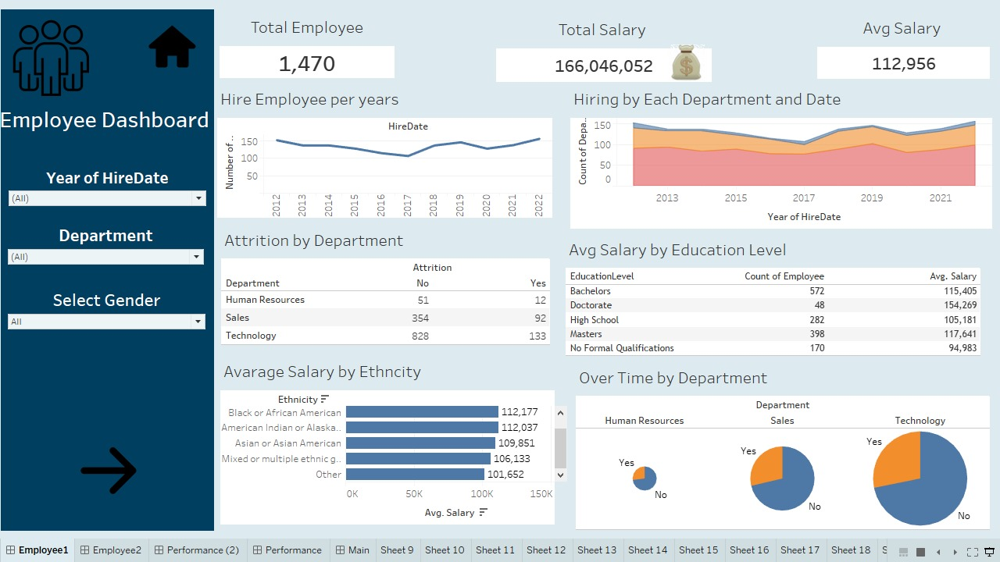 Employee Dashboard
Year of HireDate
(All)
Department
(All)
Select Gender
All
Total Employee
1,470
Total Salary
166,046,052
$
Avg Salary
112,956
Hire Employee per years
HireDate
Number of ..
150
100
50
2012 2013 2014 2015 2016 2017 2018 2019 2020 2021 2022
Hiring by Each Department and Date
Count of Depa..
150
100
50
0
2013 2015 2017 2019 2021
Year of HireDate
Attrition by Department
Attrition
Department No Yes
Human Resources 51 12
Sales 354 92
Technology 828 133
Avg Salary by Education Level
EducationLevel Count of Employee Avg. Salary
Bachelors 572 115,405
Doctorate 48 154,269
High School 282 105,181
Masters 398 117,641
No Formal Qualifications 170 94,983
Avarage Salary by Ethncity
Ethnicity
Black or African American 112,177
American Indian or Alaska.. 112,037
Asian or Asian American 109,851
Mixed or multiple ethnic g.. 106,133
Other 101,652
0K 50K 100K 150K
Avg. Salary
Over Time by Department
Department
Human Resources Sales Technology
Yes No
Yes No
Yes No
Employee1 Employee2 Performance (2) Performance Main Sheet 9 Sheet 10 Sheet 11 Sheet 12 Sheet 13 Sheet 14 Sheet 15 Sheet 16 Sheet 17 Sheet 18 S